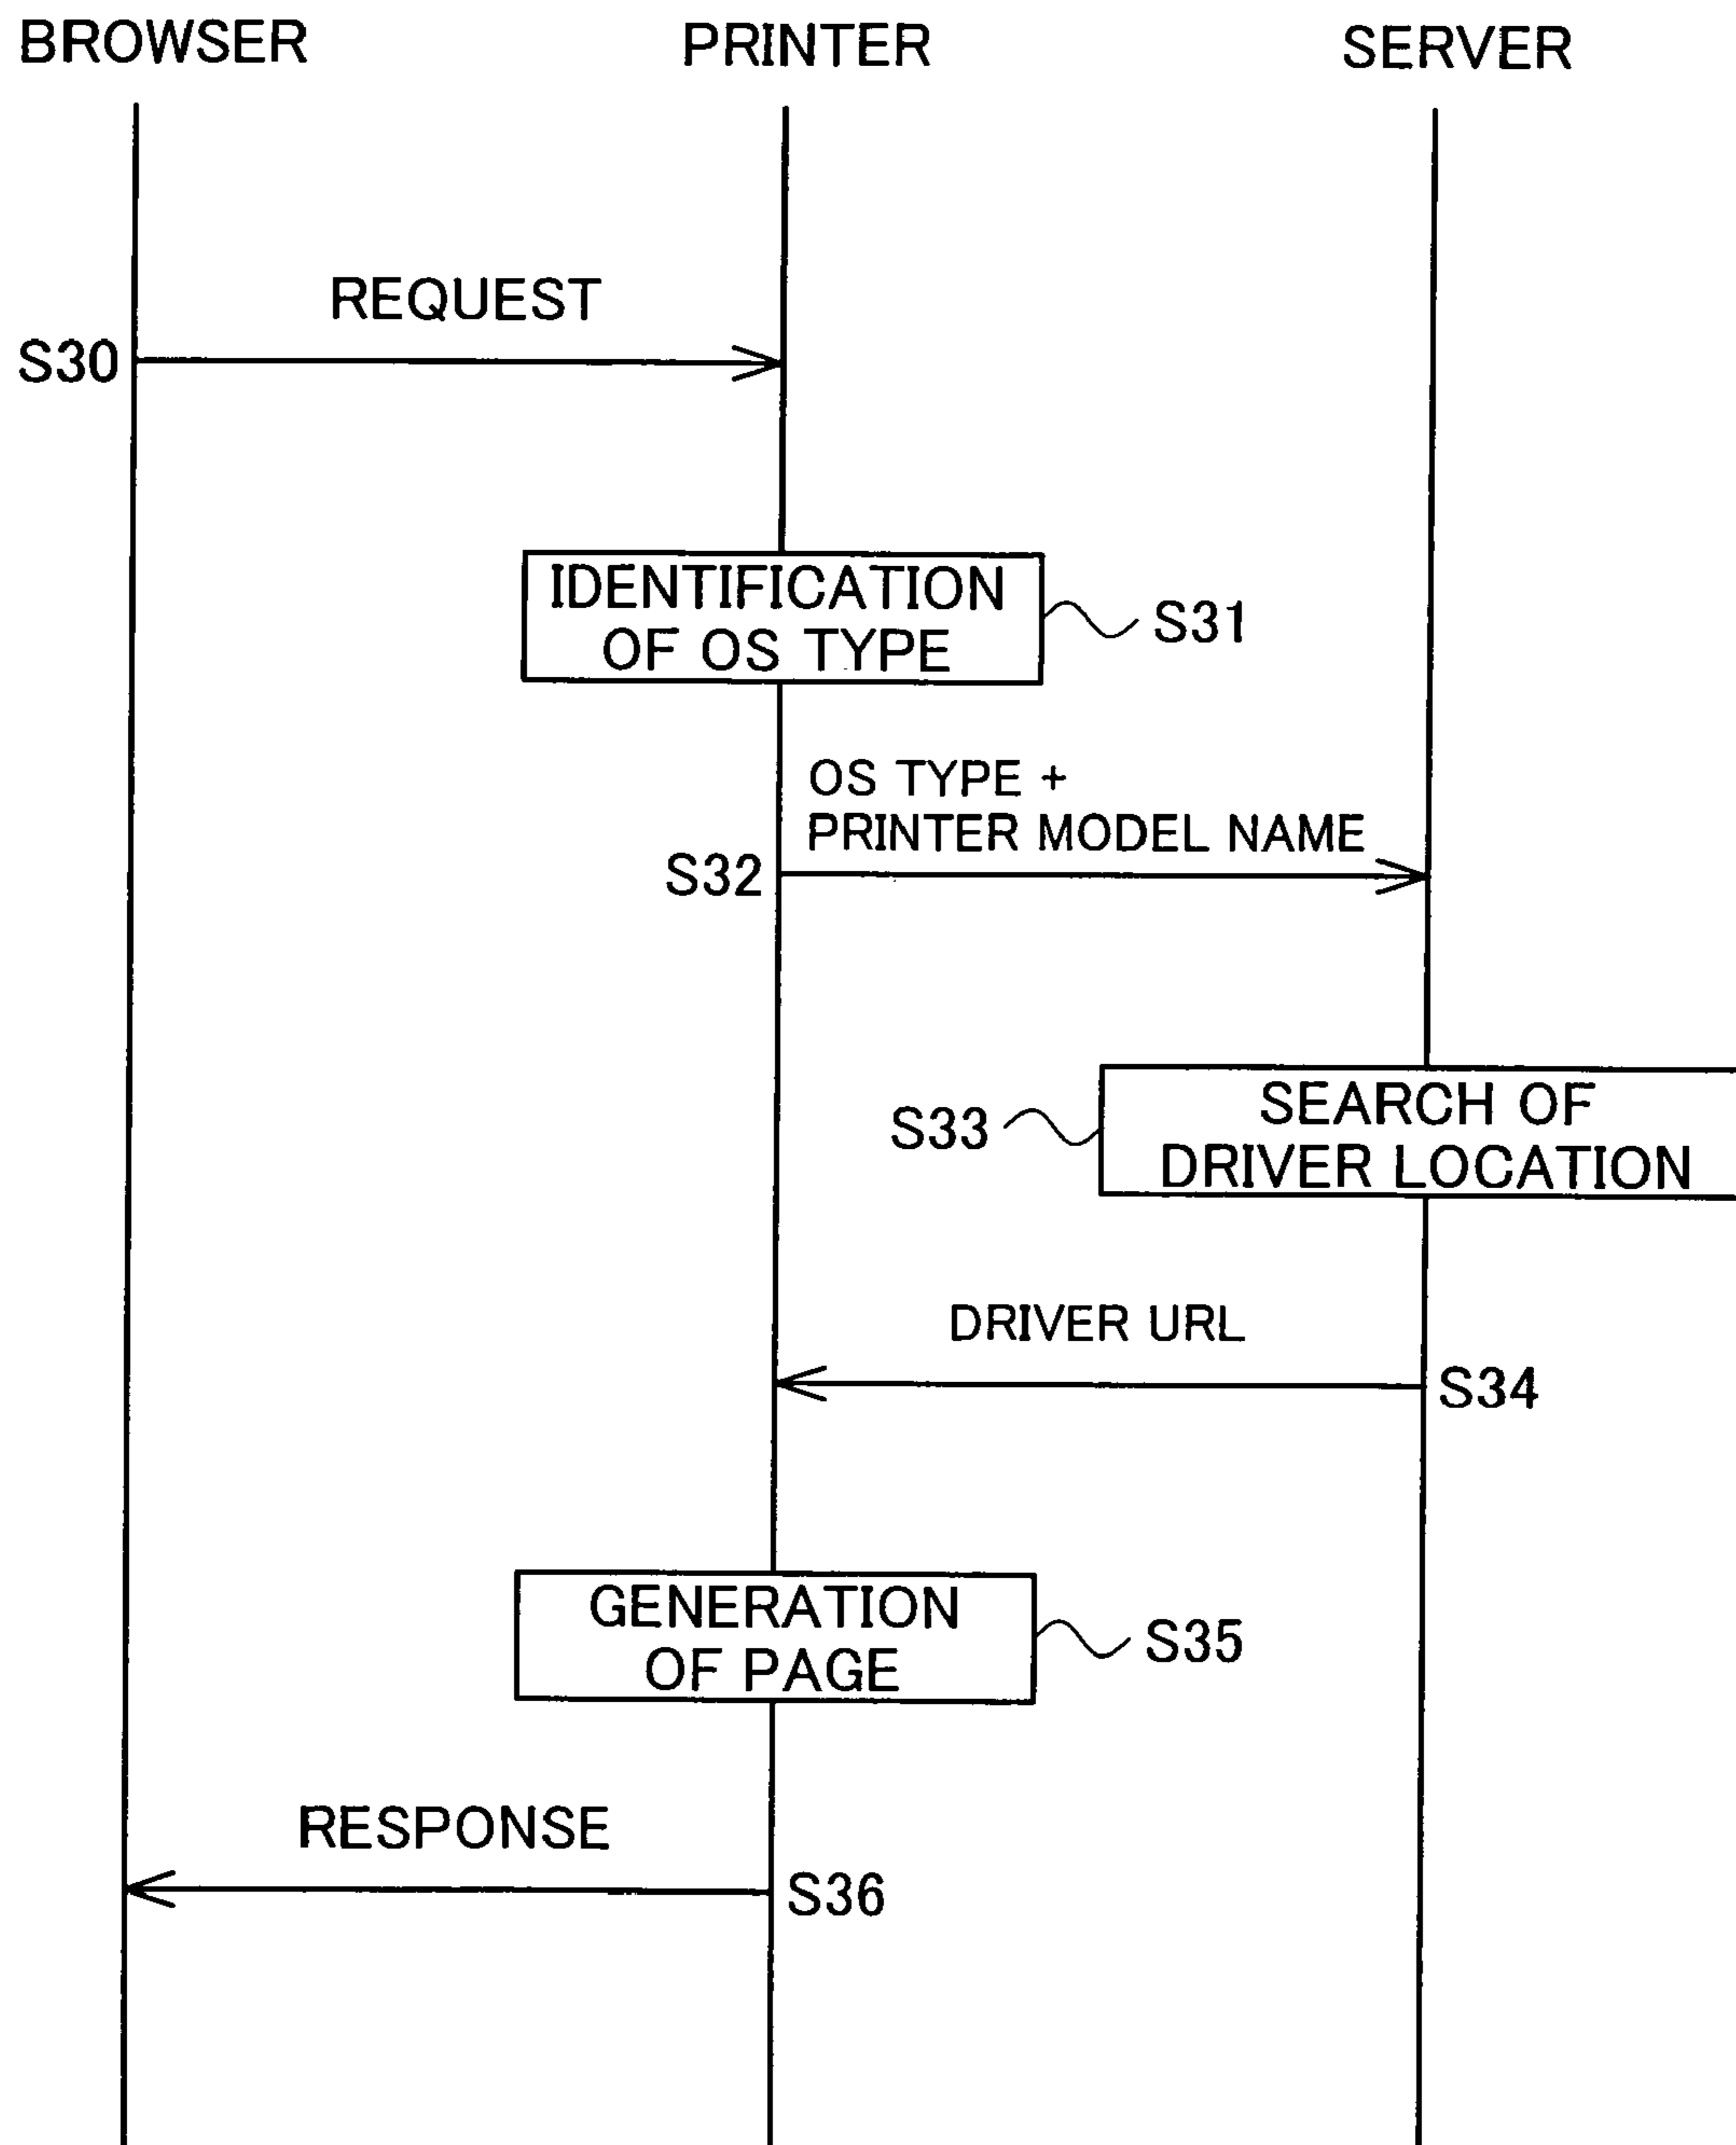 BROWSER
PRINTER
SERVER
REQUEST
S30
IDENTIFICATION
OF OS TYPE
S31
OS TYPE +
PRINTER MODEL NAME
S32
SEARCH OF
DRIVER LOCATION
S33
DRIVER URL
S34
GENERATION
OF PAGE
S35
RESPONSE
S36